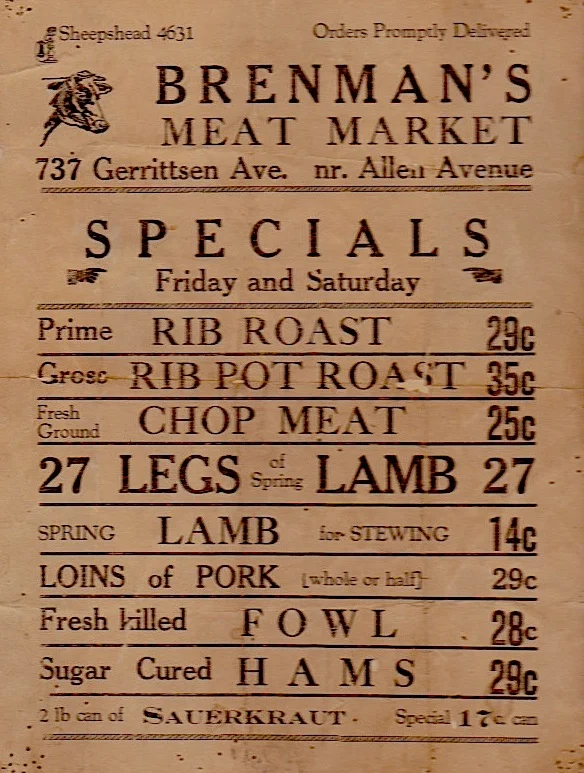 Sheepshead 4631 Orders Promptly Delivered
BRENMAN'S
MEAT MARKET
737 Gerrittsen Ave. nr. Allen Avenue
SPECIALS
Friday and Saturday
Prime RIB ROAST 29c
Gross RIB POT ROAST 35c
Fresh Ground CHOP MEAT 25c
27 LEGS of Spring LAMB 27
SPRING LAMB for STEWING 14c
LOINS of PORK [whole or half] 29c
Fresh killed FOWL 28c
Sugar Cured HAMS 29c
2 lb can of SAUERKRAUT Special 17c can